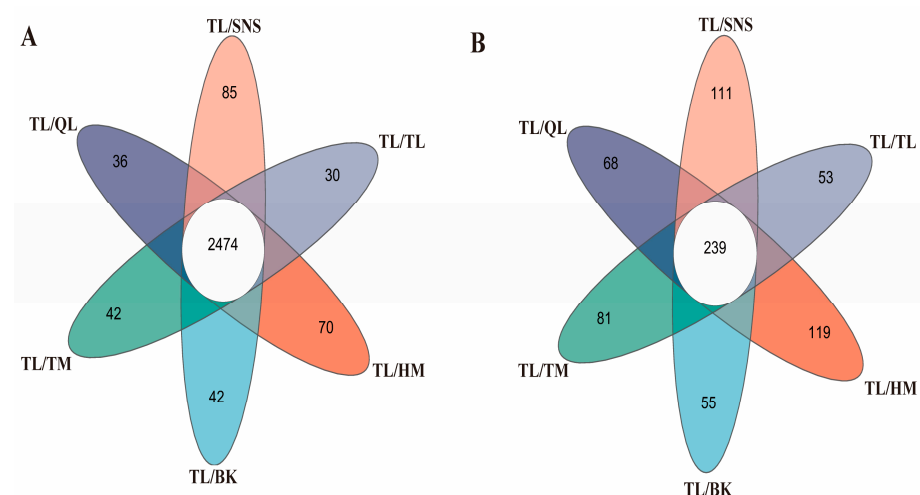 A
TL/SNS
85
TL/QL
36
TL/TL
30
2474
42
70
TL/TM
TL/HM
42
TL/BK
B
TL/SNS
111
TL/QL
68
TL/TL
53
239
81
119
TL/TM
TL/HM
55
TL/BK